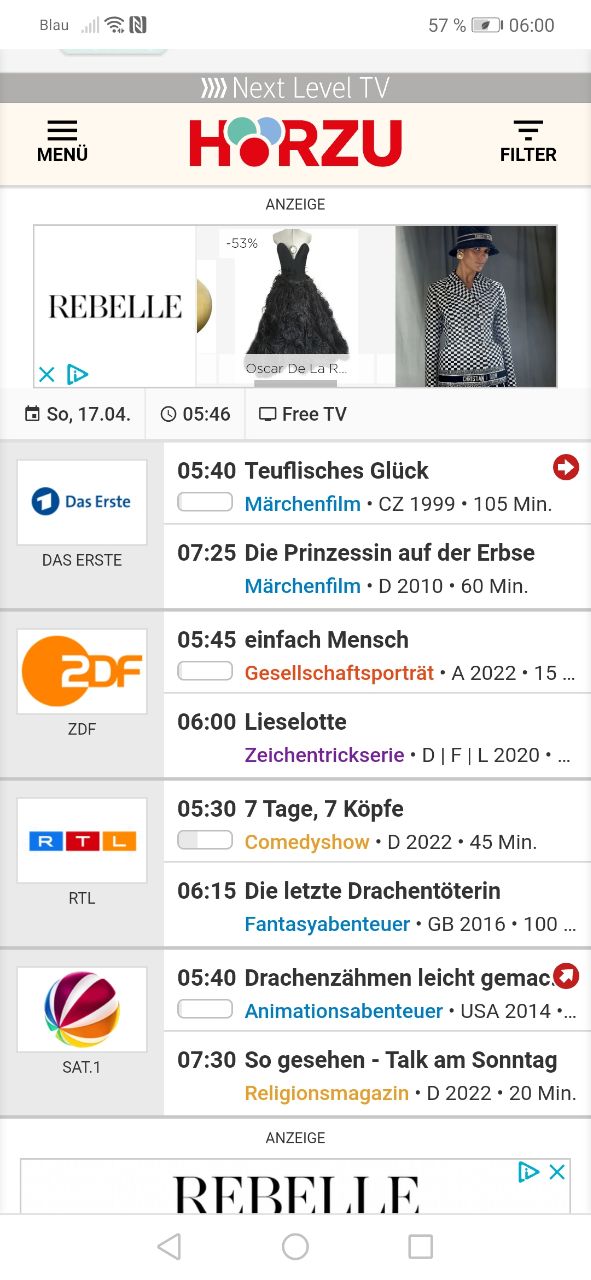 Blau 57 % 06:00
Next Level TV
MENÜ HÖRZU FILTER
ANZEIGE
REBELLE
-53%
Oscar De La R...
So, 17.04. 05:46 Free TV
05:40 Teuflisches Glück
Das Erste
Märchenfilm • CZ 1999 • 105 Min.
DAS ERSTE
07:25 Die Prinzessin auf der Erbse
Märchenfilm • D 2010 • 60 Min.
05:45 einfach Mensch
2DF
Gesellschaftsporträt • A 2022 • 15 ...
ZDF
06:00 Lieselotte
Zeichentrickserie • D | F | L 2020 • ...
05:30 7 Tage, 7 Köpfe
RTL
Comedyshow • D 2022 • 45 Min.
RTL
06:15 Die letzte Drachentöterin
Fantasyabenteuer • GB 2016 • 100 ...
05:40 Drachenzähmen leicht gemac.
Animationsabenteuer • USA 2014 •...
SAT.1
07:30 So gesehen - Talk am Sonntag
Religionsmagazin • D 2022 • 20 Min.
ANZEIGE
REBELLE